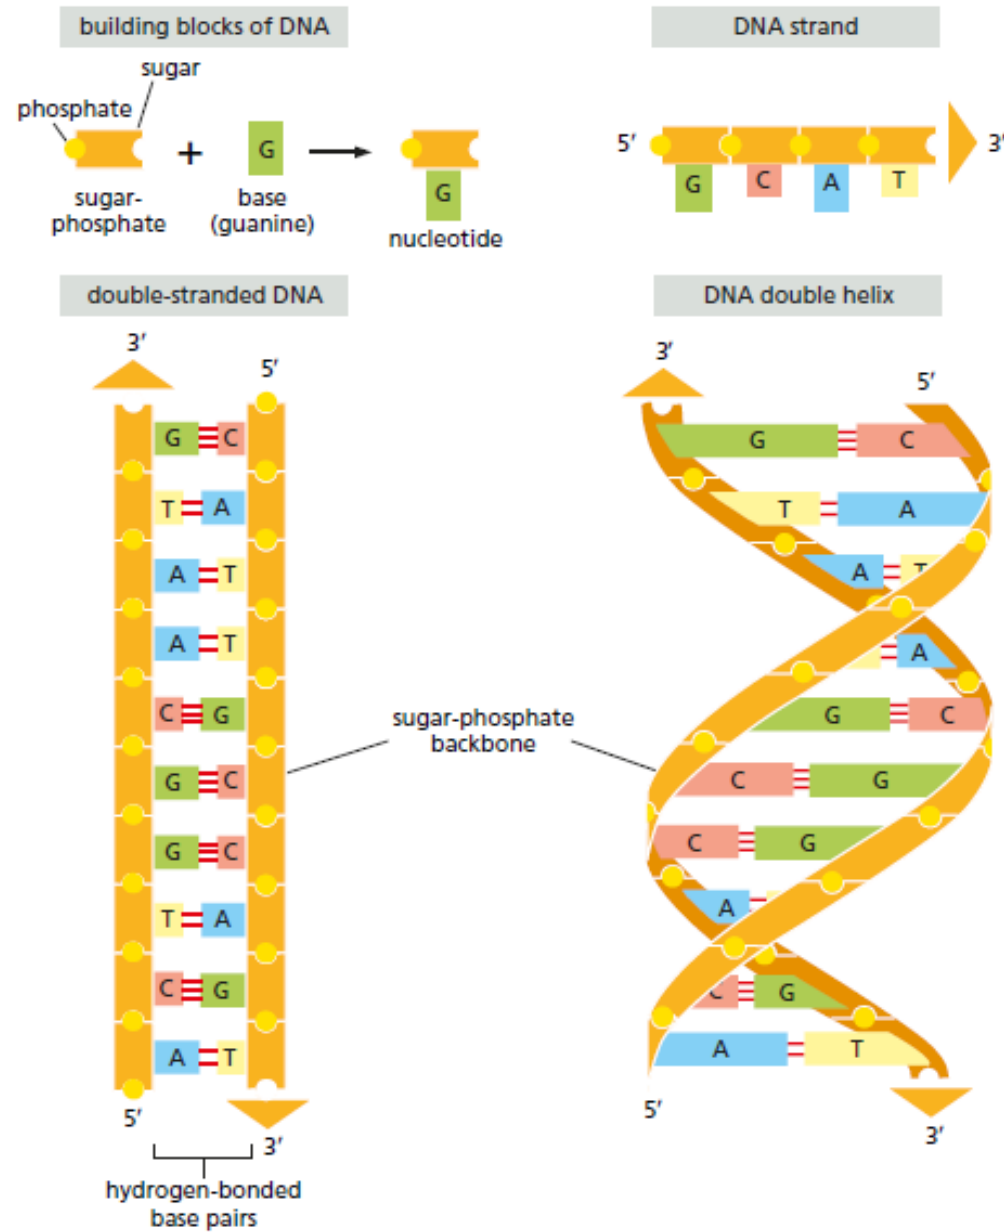 building blocks of DNA
sugar
phosphate
+
G
sugar-
phosphate
base
(guanine)
G
nucleotide
DNA strand
5′
3′
G C A T
double-stranded DNA
3′
5′
G C
T A
A T
A T
C G
G C
G C
T A
C G
A T
5′
3′
hydrogen-bonded
base pairs
sugar-phosphate
backbone
DNA double helix
3′
5′
G C
T A
A T
A
G C
C G
C G
A
C G
A T
5′
3′